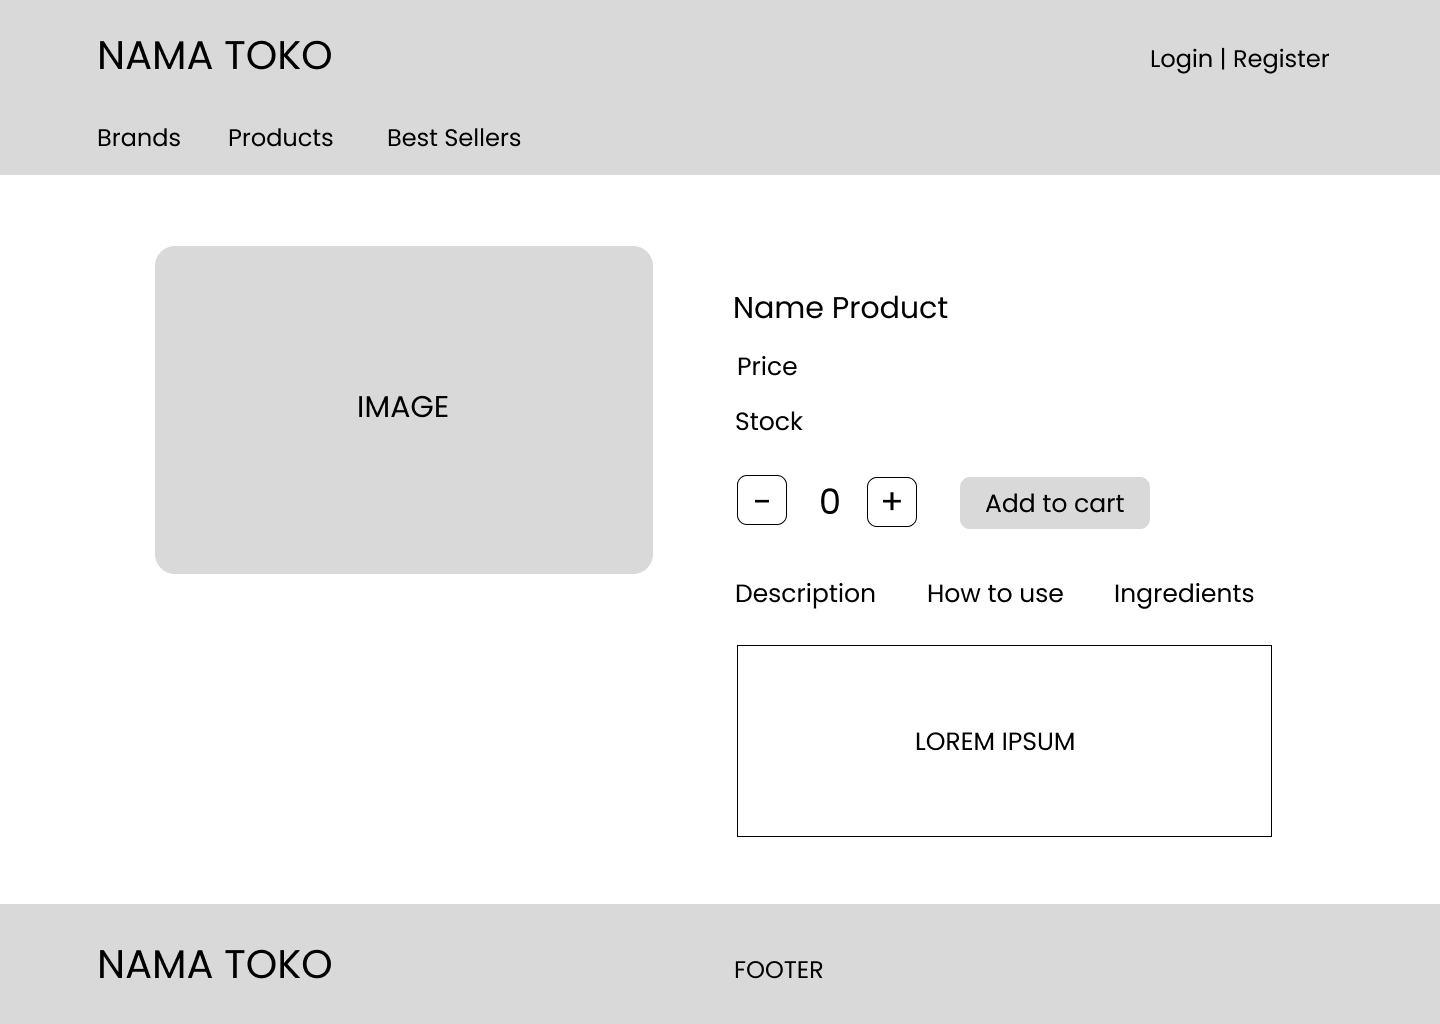 NAMA TOKO
Login | Register
Brands Products Best Sellers
IMAGE
Name Product
Price
Stock
- 0 + Add to cart
Description How to use Ingredients
LOREM IPSUM
NAMA TOKO
FOOTER